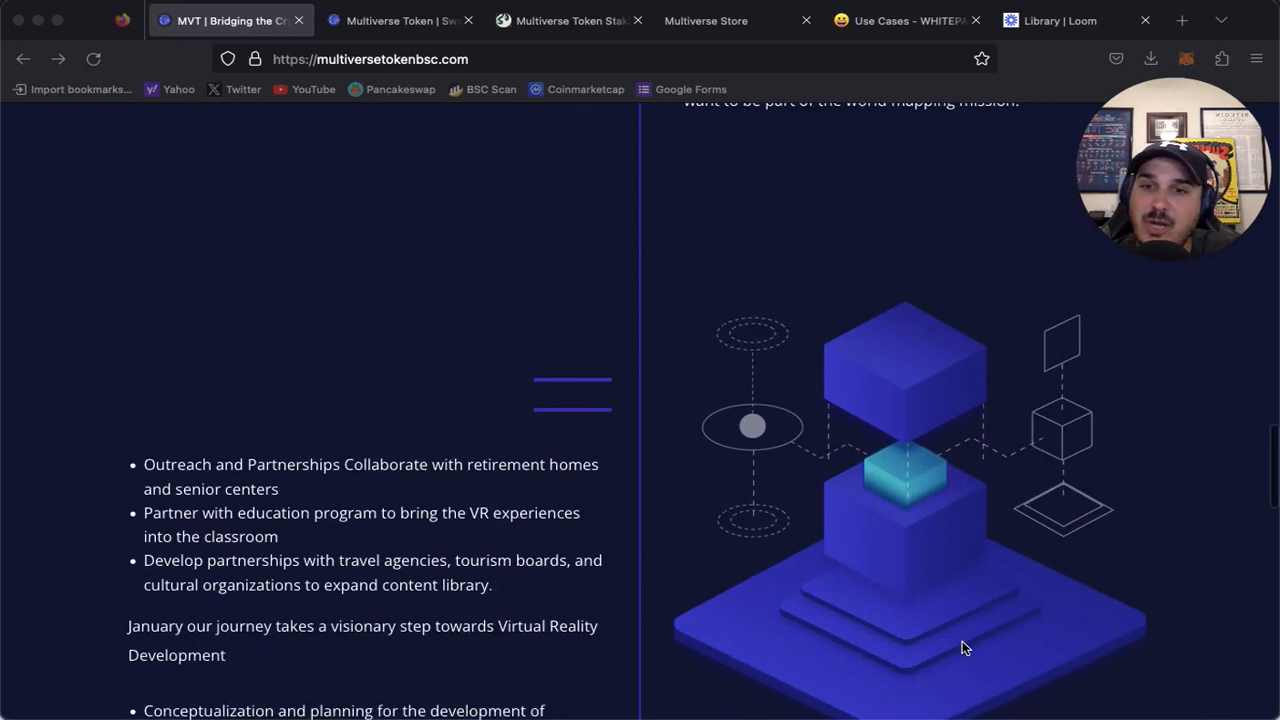 MVT | Bridging the Cry
Multiverse Token | Swa
Multiverse Token Stak
Multiverse Store
Use Cases - WHITEPA
Library | Loom
https://multiversetokenbsc.com
Import bookmarks...
Yahoo
Twitter
YouTube
Pancakeswap
BSC Scan
Coinmarketcap
Google Forms
want to be part of the world mapping mission!
• Outreach and Partnerships Collaborate with retirement homes
and senior centers
• Partner with education program to bring the VR experiences
into the classroom
• Develop partnerships with travel agencies, tourism boards, and
cultural organizations to expand content library.
January our journey takes a visionary step towards Virtual Reality
Development
• Conceptualization and planning for the development of